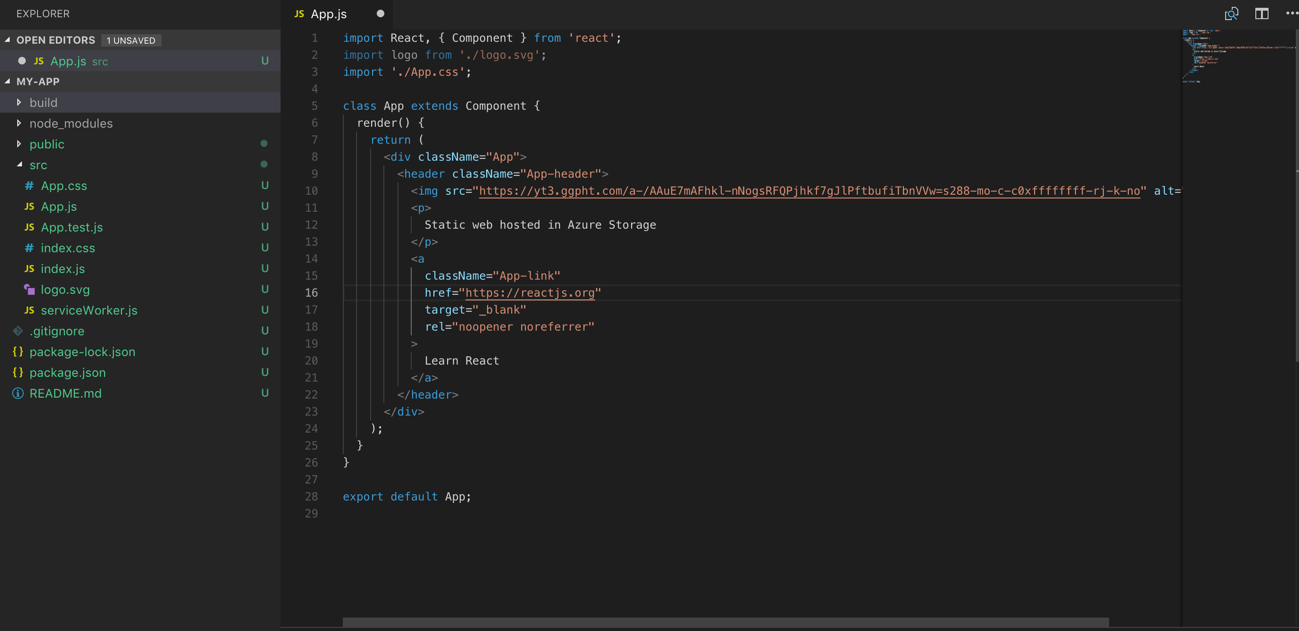 EXPLORER
OPEN EDITORS 1 UNSAVED
JS App.js src U
MY-APP
build
node_modules
public
src
# App.css U
JS App.js U
JS App.test.js U
# index.css U
JS index.js U
logo.svg U
JS serviceWorker.js U
.gitignore U
{} package-lock.json U
{} package.json U
README.md U
JS App.js
1 import React, { Component } from 'react';
2 import logo from './logo.svg';
3 import './App.css';
4
5 class App extends Component {
6 render() {
7 return (
8 <div className="App">
9 <header className="App-header">
10 <img src="https://yt3.ggpht.com/a-/AAuE7mAFhkl-nNogsRFQPjhkf7gJlPftbufiTbnVVw=s288-mo-c-c0xffffffff-rj-k-no" alt=
11 <p>
12 Static web hosted in Azure Storage
13 </p>
14 <a
15 className="App-link"
16 href="https://reactjs.org"
17 target="_blank"
18 rel="noopener noreferrer"
19 >
20 Learn React
21 </a>
22 </header>
23 </div>
24 );
25 }
26 }
27
28 export default App;
29